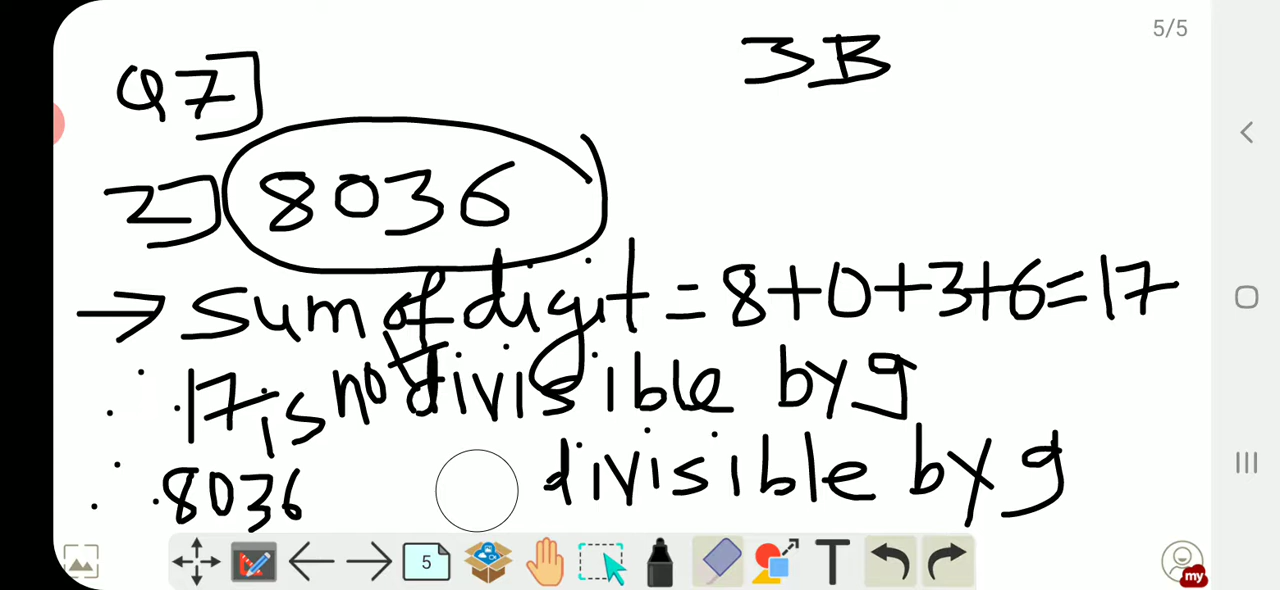 5/5
3B
Q7]
2] 8036
→ Sum of digit = 8+0+3+6=17
∴ 17 is not divisible by 9
∴ 8036 divisible by 9
5
T
my